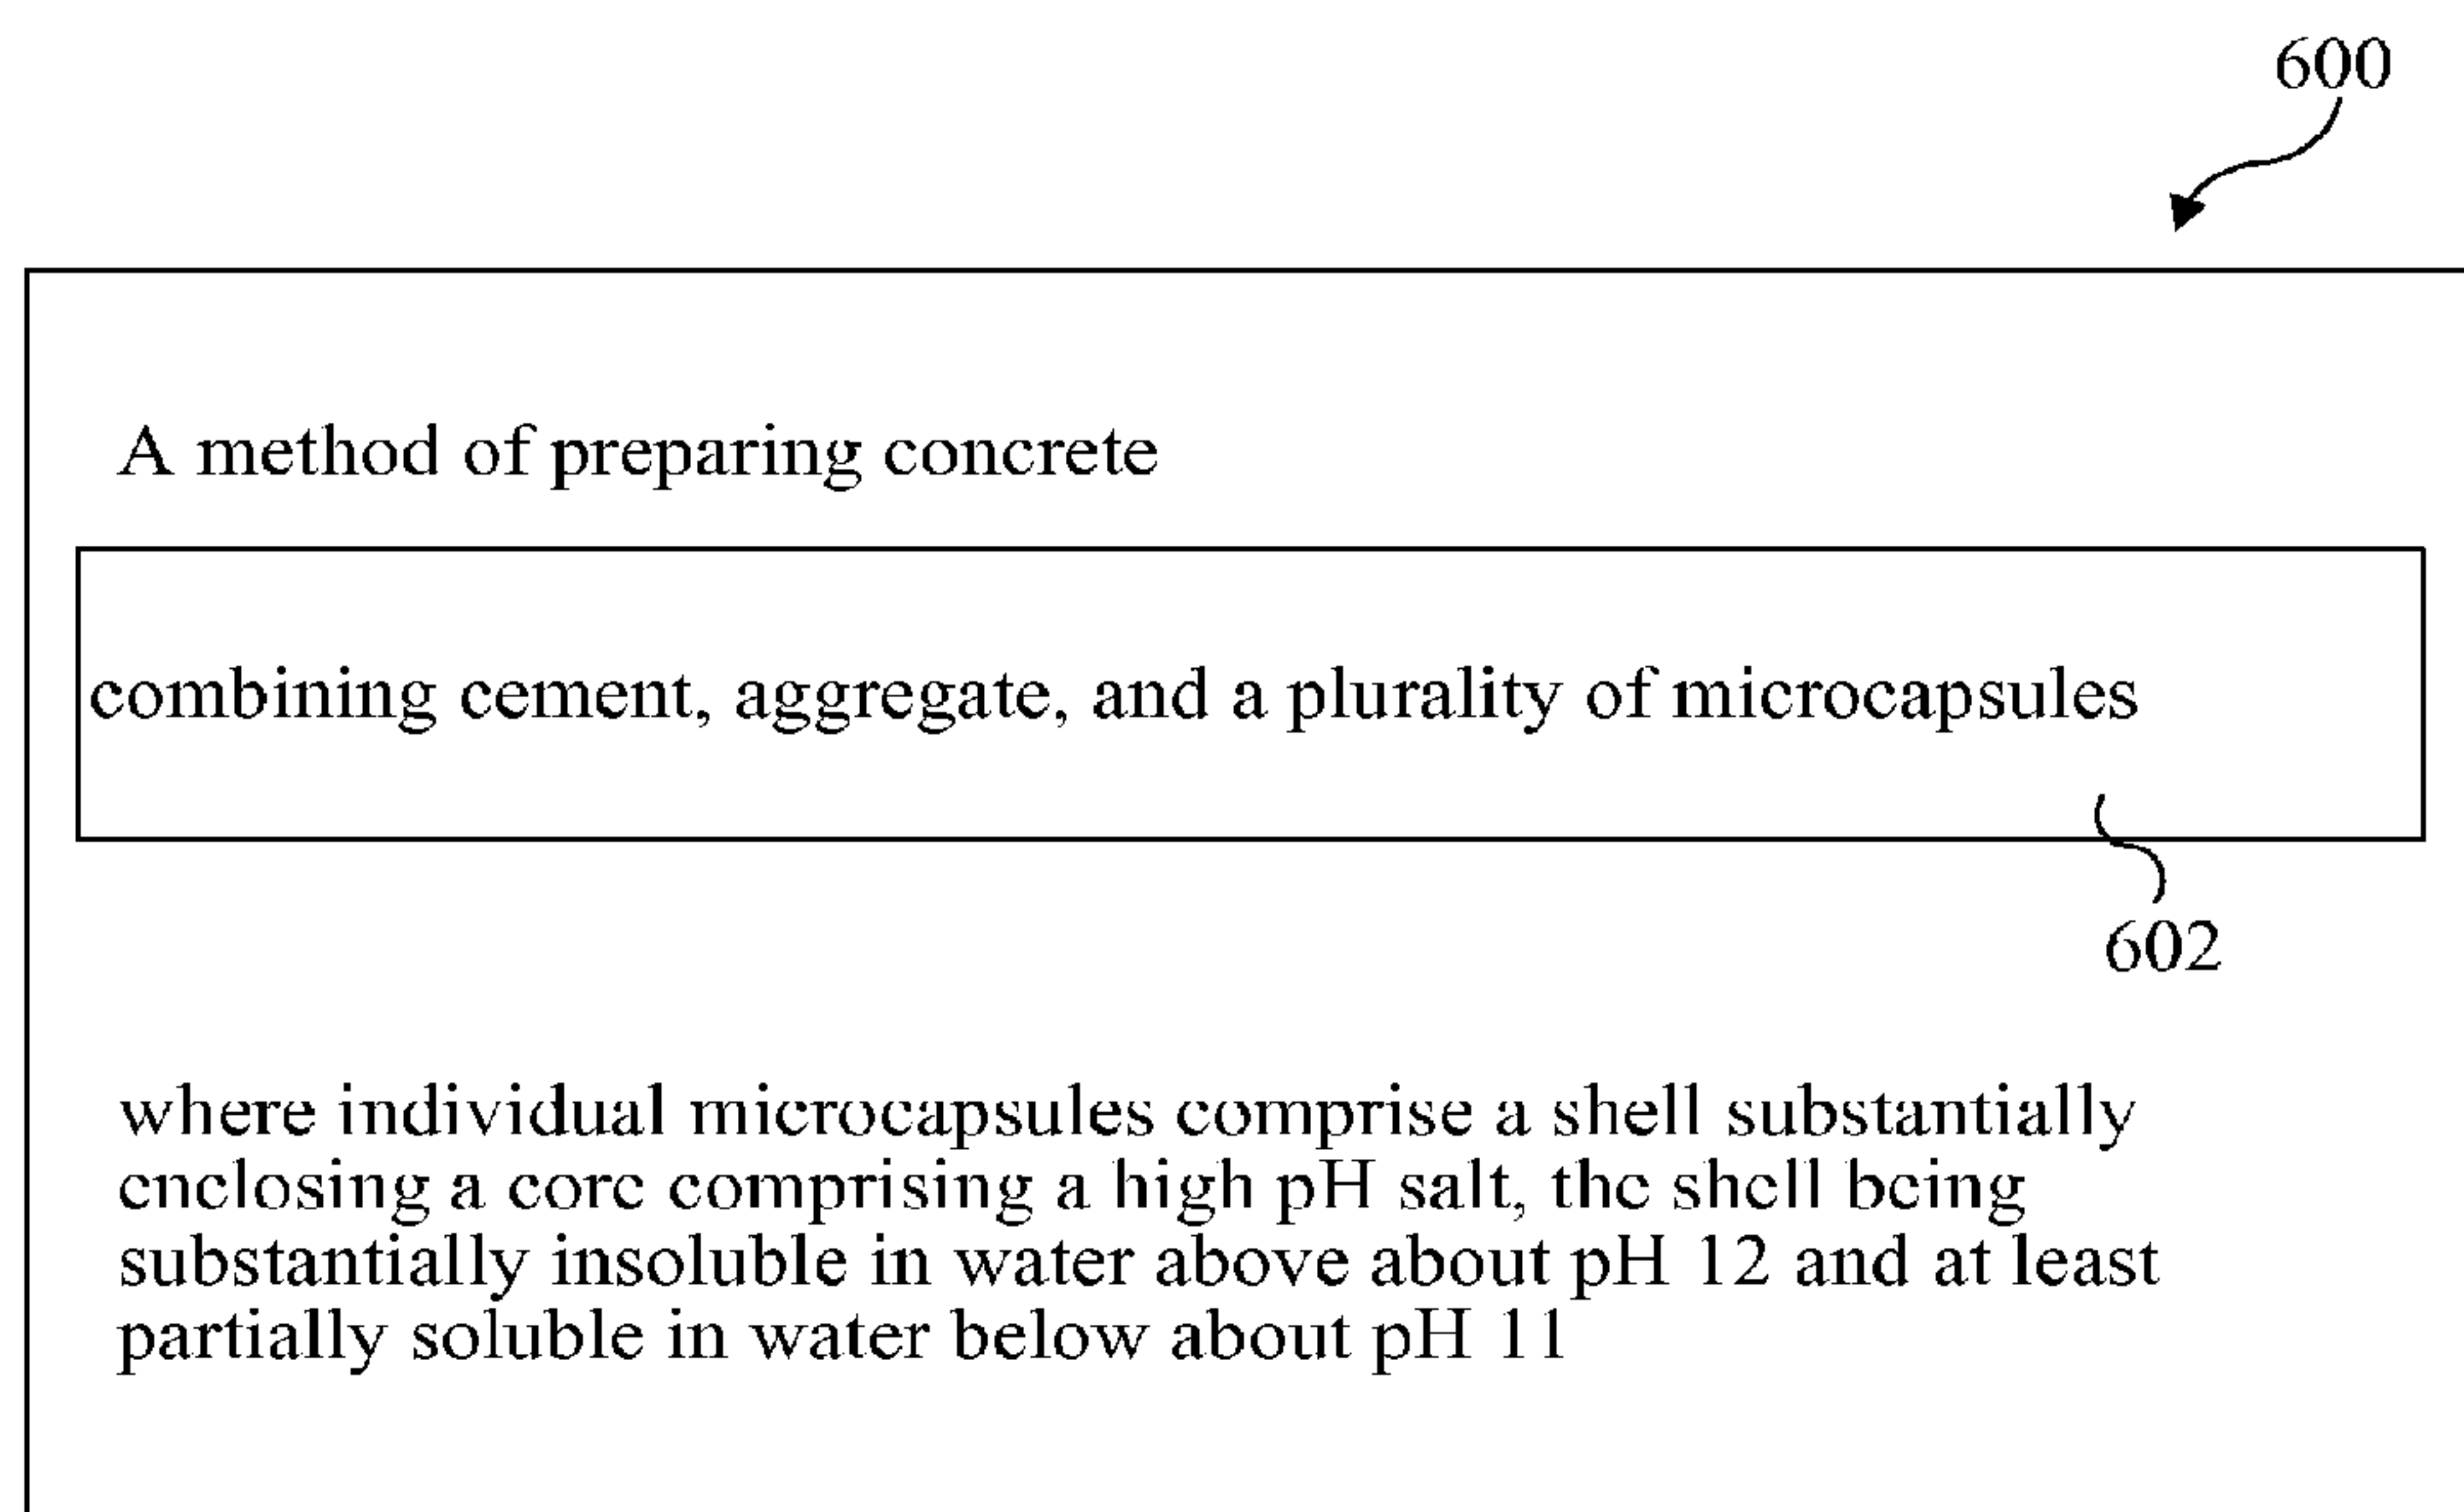 600
A method of preparing concrete
combining cement, aggregate, and a plurality of microcapsules
602
where individual microcapsules comprise a shell substantially
enclosing a core comprising a high pH salt, the shell being
substantially insoluble in water above about pH 12 and at least
partially soluble in water below about pH 11